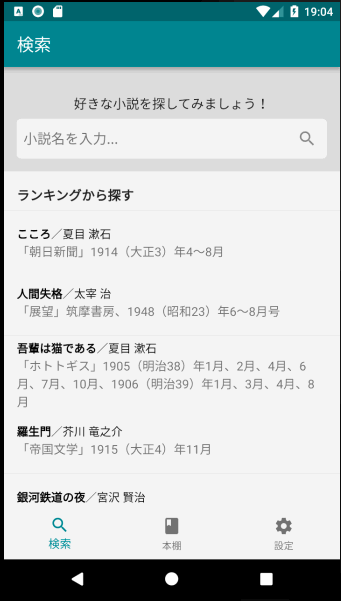 19:04
検索
好きな小説を探してみましょう！
小説名を入力...
ランキングから探す
こころ／夏目 漱石
「朝日新聞」1914（大正3）年4～8月
人間失格／太宰 治
「展望」筑摩書房、1948（昭和23）年6～8月号
吾輩は猫である／夏目 漱石
「ホトトギス」1905（明治38）年1月、2月、4月、6
月、7月、10月、1906（明治39）年1月、3月、4月、8
月
羅生門／芥川 竜之介
「帝国文学」1915（大正4）年11月
銀河鉄道の夜／宮沢 賢治
検索
本棚
設定